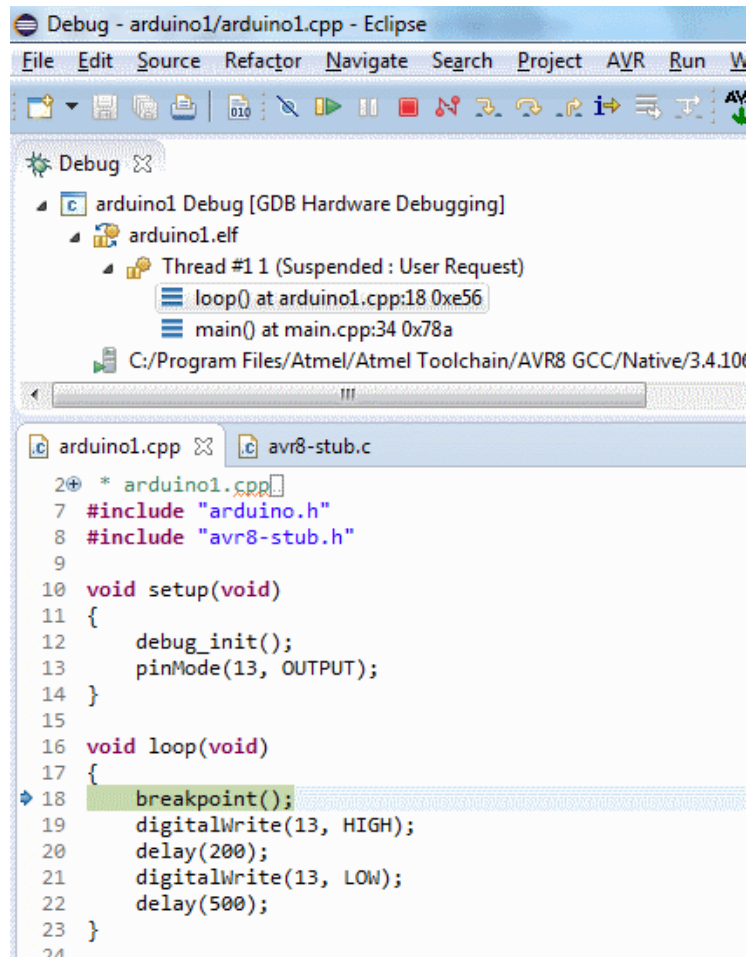 Debug - arduino1/arduino1.cpp - Eclipse
File Edit Source Refactor Navigate Search Project AVR Run W
010 i AV
Debug
c arduino1 Debug [GDB Hardware Debugging]
arduino1.elf
Thread #1 1 (Suspended : User Request)
loop() at arduino1.cpp:18 0xe56
main() at main.cpp:34 0x78a
C:/Program Files/Atmel/Atmel Toolchain/AVR8 GCC/Native/3.4.106
.c arduino1.cpp .c avr8-stub.c
2 * arduino1.cpp
7 #include "arduino.h"
8 #include "avr8-stub.h"
9
10 void setup(void)
11 {
12 debug_init();
13 pinMode(13, OUTPUT);
14 }
15
16 void loop(void)
17 {
18 breakpoint();
19 digitalWrite(13, HIGH);
20 delay(200);
21 digitalWrite(13, LOW);
22 delay(500);
23 }
24